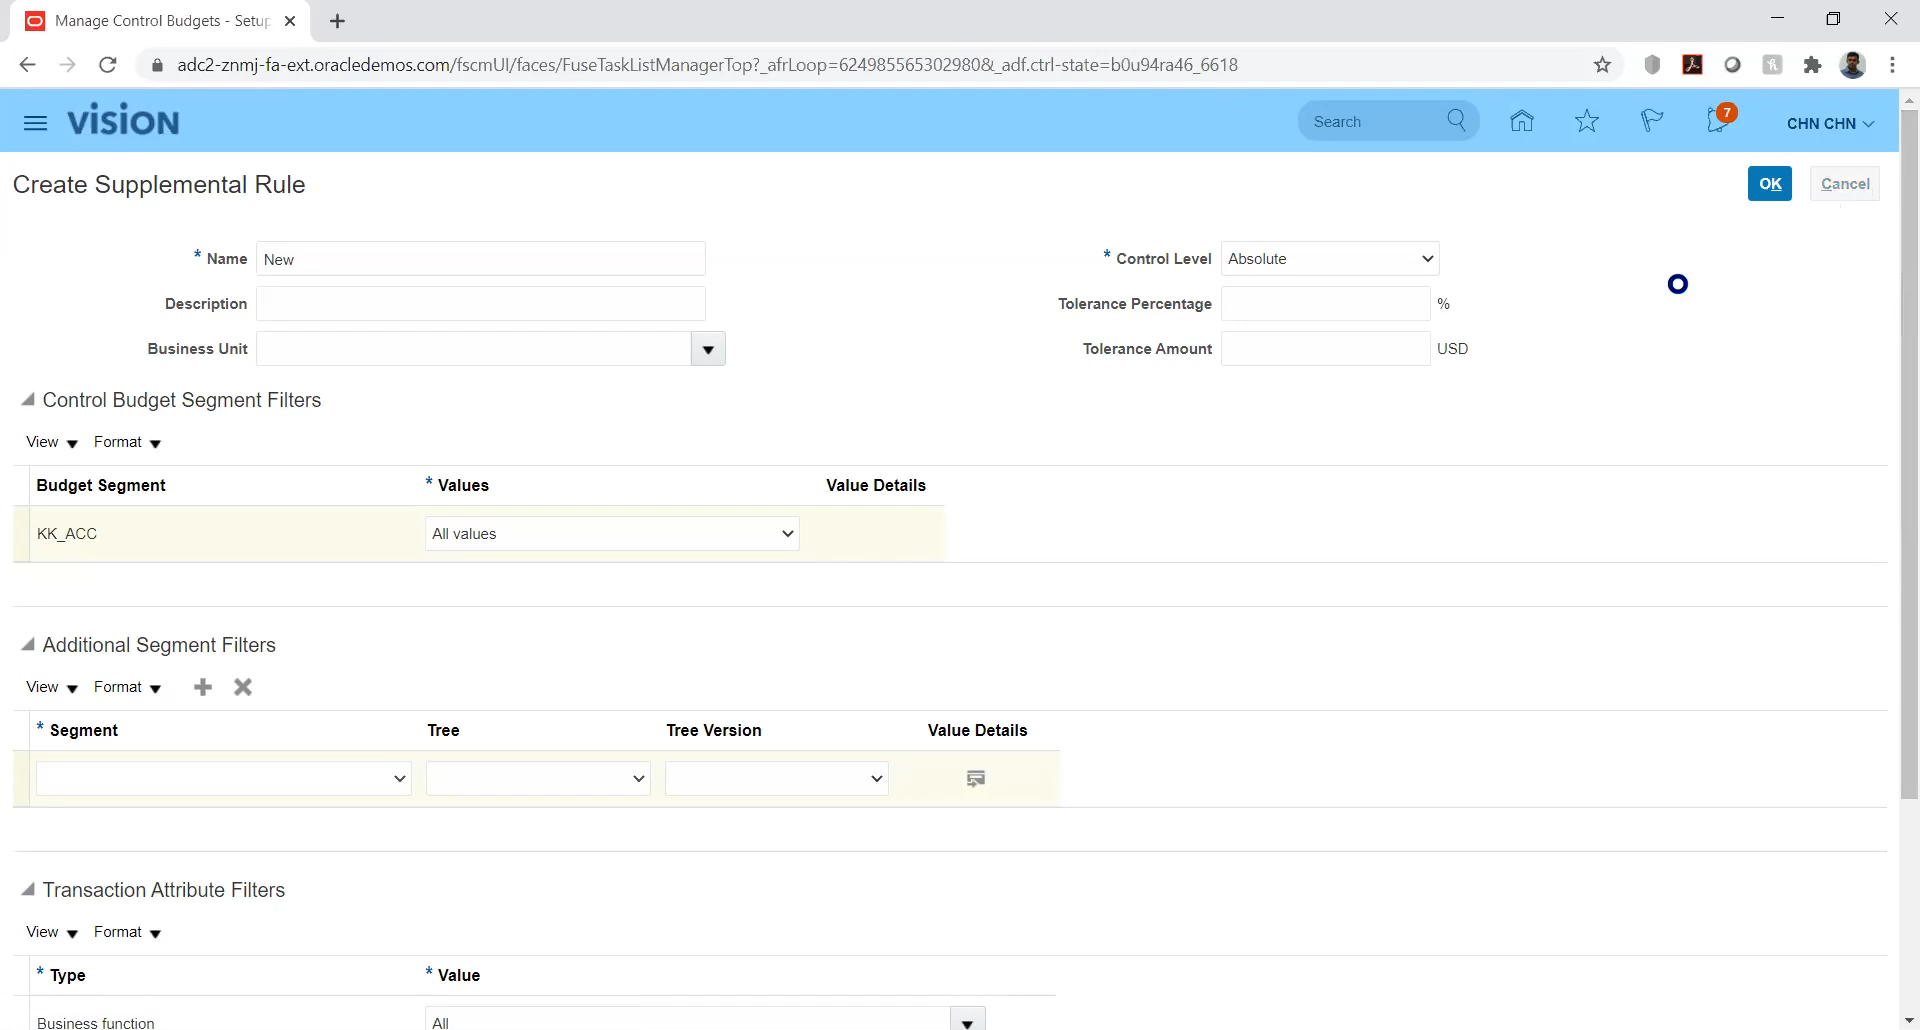 Manage Control Budgets - Setup
adc2-znmj-fa-ext.oracledemos.com/fscmUI/faces/FuseTaskListManagerTop?_afrLoop=6249855653029808&_adf.ctrl-state=b0u94ra46_6618
VISION
Search
7
CHN CHN
Create Supplemental Rule
OK
Cancel
* Name New
* Control Level Absolute
Description
Tolerance Percentage %
Business Unit
Tolerance Amount USD
Control Budget Segment Filters
View Format
Budget Segment * Values Value Details
KK_ACC All values
Additional Segment Filters
View Format
* Segment Tree Tree Version Value Details
Transaction Attribute Filters
View Format
* Type * Value
Business function All